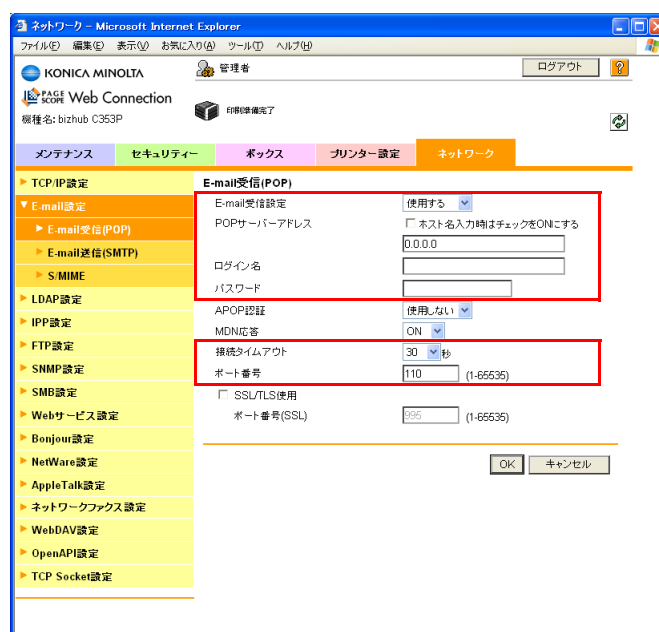 ネットワーク - Microsoft Internet Explorer
ファイル(F) 編集(E) 表示(V) お気に入り(A) ツール(T) ヘルプ(H)
KONICA MINOLTA
管理者
ログアウト
?
PAGE SCOPE Web Connection
機種名: bizhub C353P
印刷準備完了
メンテナンス セキュリティー ボックス プリンター設定 ネットワーク
TCP/IP設定
E-mail設定
E-mail受信(POP)
E-mail送信(SMTP)
S/MIME
LDAP設定
IPP設定
FTP設定
SNMP設定
SMB設定
Webサービス設定
Bonjour設定
NetWare設定
AppleTalk設定
ネットワークファクス設定
WebDAV設定
OpenAPI設定
TCP Socket設定
E-mail受信(POP)
E-mail受信設定 使用する
POPサーバーアドレス ホスト名入力時はチェックをONにする
0.0.0.0
ログイン名
パスワード
APOP認証 使用しない
MDN応答 ON
接続タイムアウト 30 秒
ポート番号 110 (1-65535)
SSL/TLS使用
ポート番号(SSL) 995 (1-65535)
OK キャンセル